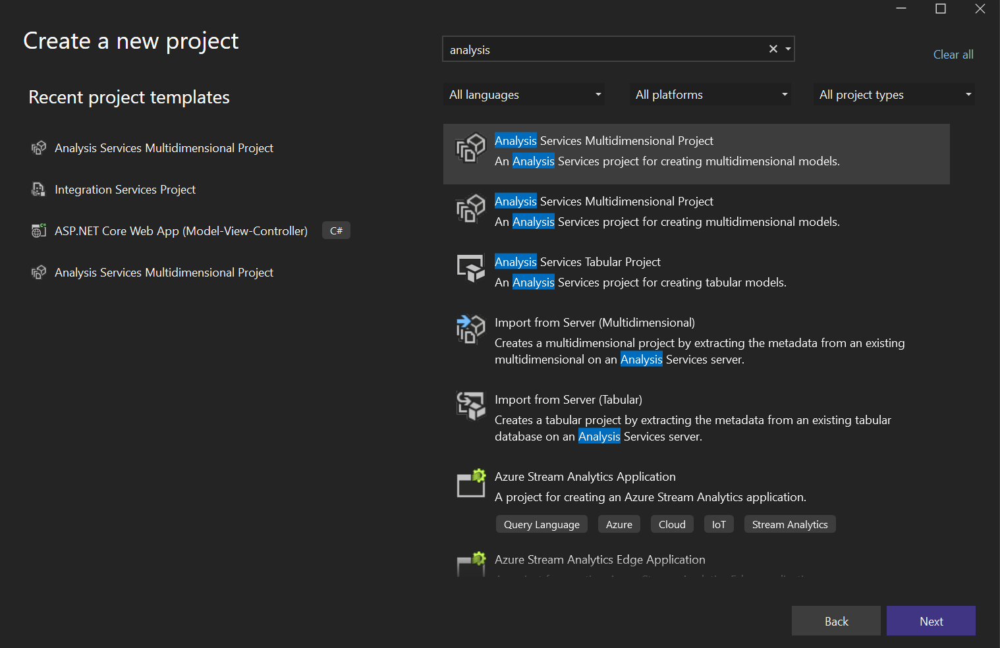 Create a new project
analysis
Clear all
Recent project templates
All languages
All platforms
All project types
Analysis Services Multidimensional Project
Integration Services Project
ASP.NET Core Web App (Model-View-Controller)
C#
Analysis Services Multidimensional Project
Analysis Services Multidimensional Project
An Analysis Services project for creating multidimensional models.
Analysis Services Multidimensional Project
An Analysis Services project for creating multidimensional models.
Analysis Services Tabular Project
An Analysis Services project for creating tabular models.
Import from Server (Multidimensional)
Creates a multidimensional project by extracting the metadata from an existing
multidimensional on an Analysis Services server.
Import from Server (Tabular)
Creates a tabular project by extracting the metadata from an existing tabular
database on an Analysis Services server.
Azure Stream Analytics Application
A project for creating an Azure Stream Analytics application.
Query Language
Azure
Cloud
IoT
Stream Analytics
Azure Stream Analytics Edge Application
Back
Next